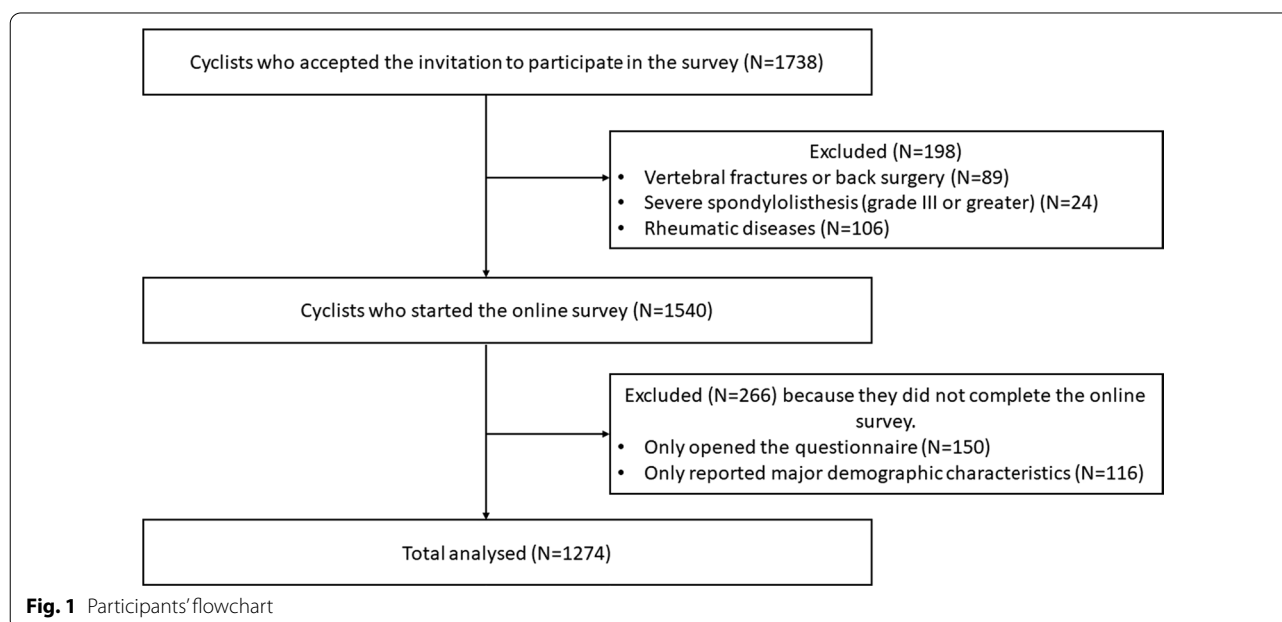 Cyclists who accepted the invitation to participate in the survey (N=1738)
Excluded (N=198)
• Vertebral fractures or back surgery (N=89)
• Severe spondylolisthesis (grade III or greater) (N=24)
• Rheumatic diseases (N=106)
Cyclists who started the online survey (N=1540)
Excluded (N=266) because they did not complete the online
survey.
• Only opened the questionnaire (N=150)
• Only reported major demographic characteristics (N=116)
Total analysed (N=1274)
Fig. 1 Participants’ flowchart